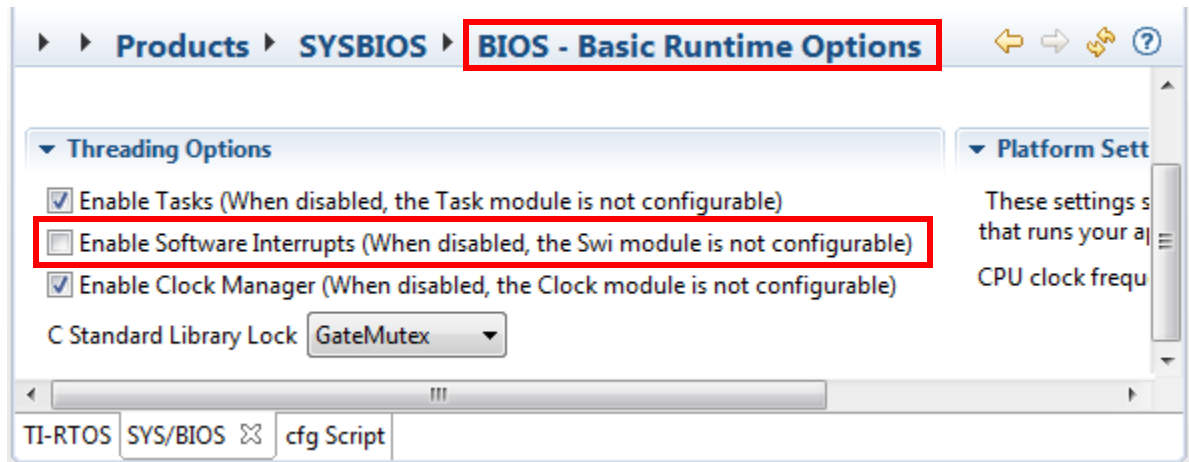 Products SYSBIOS BIOS - Basic Runtime Options
Threading Options
Enable Tasks (When disabled, the Task module is not configurable)
Enable Software Interrupts (When disabled, the Swi module is not configurable)
Enable Clock Manager (When disabled, the Clock module is not configurable)
C Standard Library Lock GateMutex
Platform Sett
These settings s
that runs your a
CPU clock frequ
TI-RTOS SYS/BIOS cfg Script